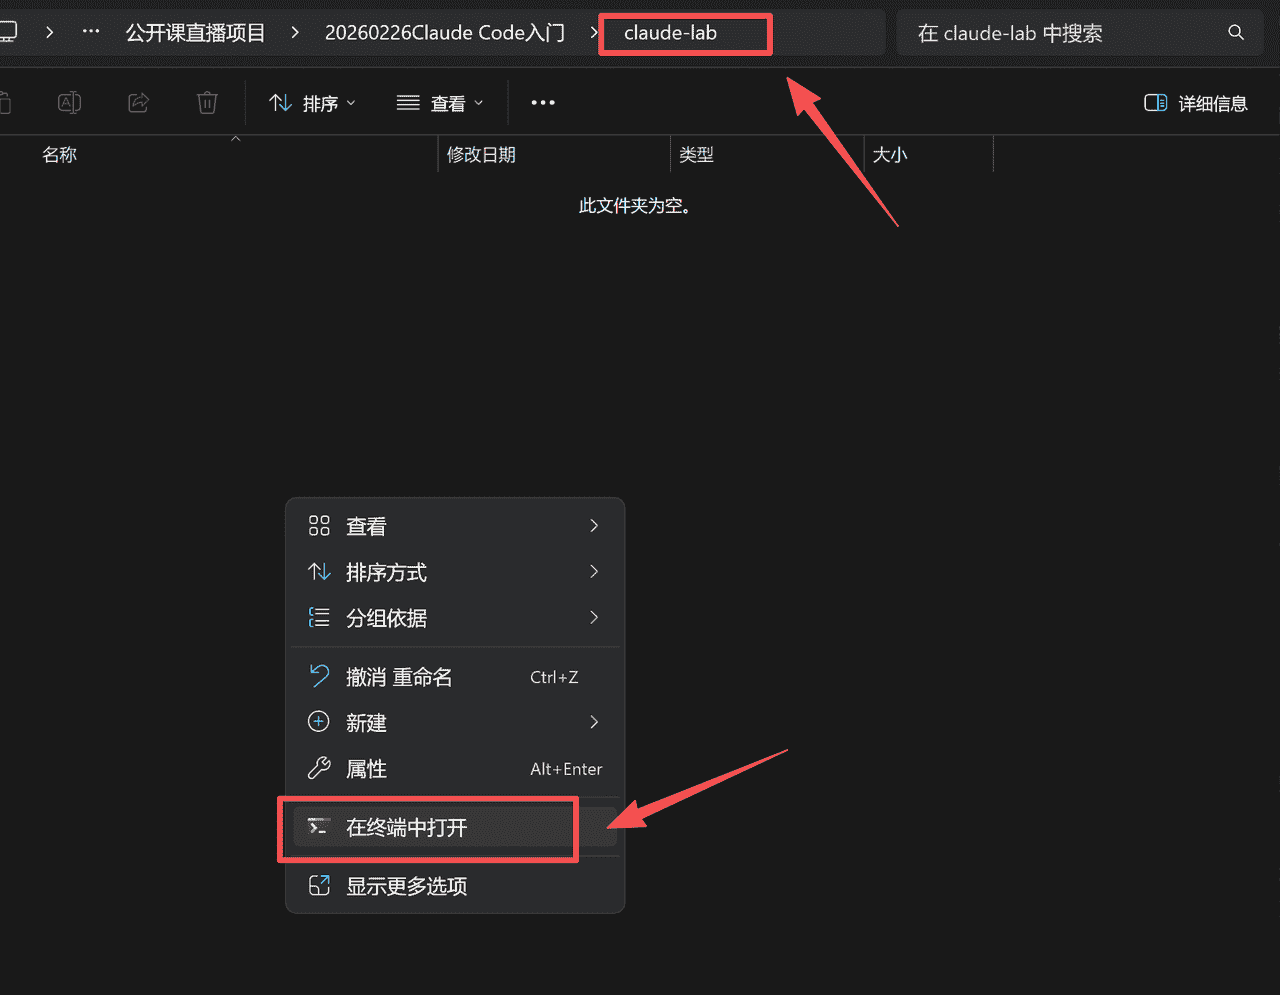 公开课直播项目 20260226Claude Code入门 claude-lab 在 claude-lab 中搜索
排序 查看 详细信息
名称 修改日期 类型 大小
此文件夹为空。
查看
排序方式
分组依据
撤消 重命名 Ctrl+Z
新建
属性 Alt+Enter
在终端中打开
显示更多选项